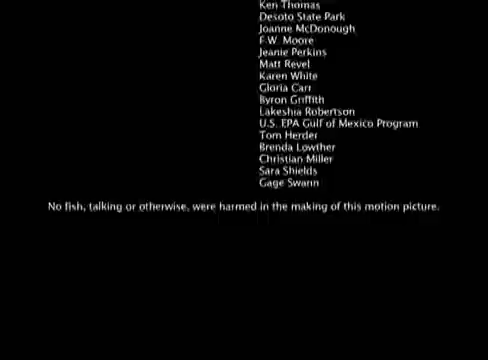 Ken Thomas
Desoto State Park
Joanne McDonough
F.W. Moore
Jeanie Perkins
Matt Revel
Karen White
Gloria Carr
Byron Griffith
Lakeshia Robertson
U.S. EPA Gulf of Mexico Program
Tom Herder
Brenda Lowther
Christian Miller
Sara Shields
Gage Swann
No fish, talking or otherwise, were harmed in the making of this motion picture.